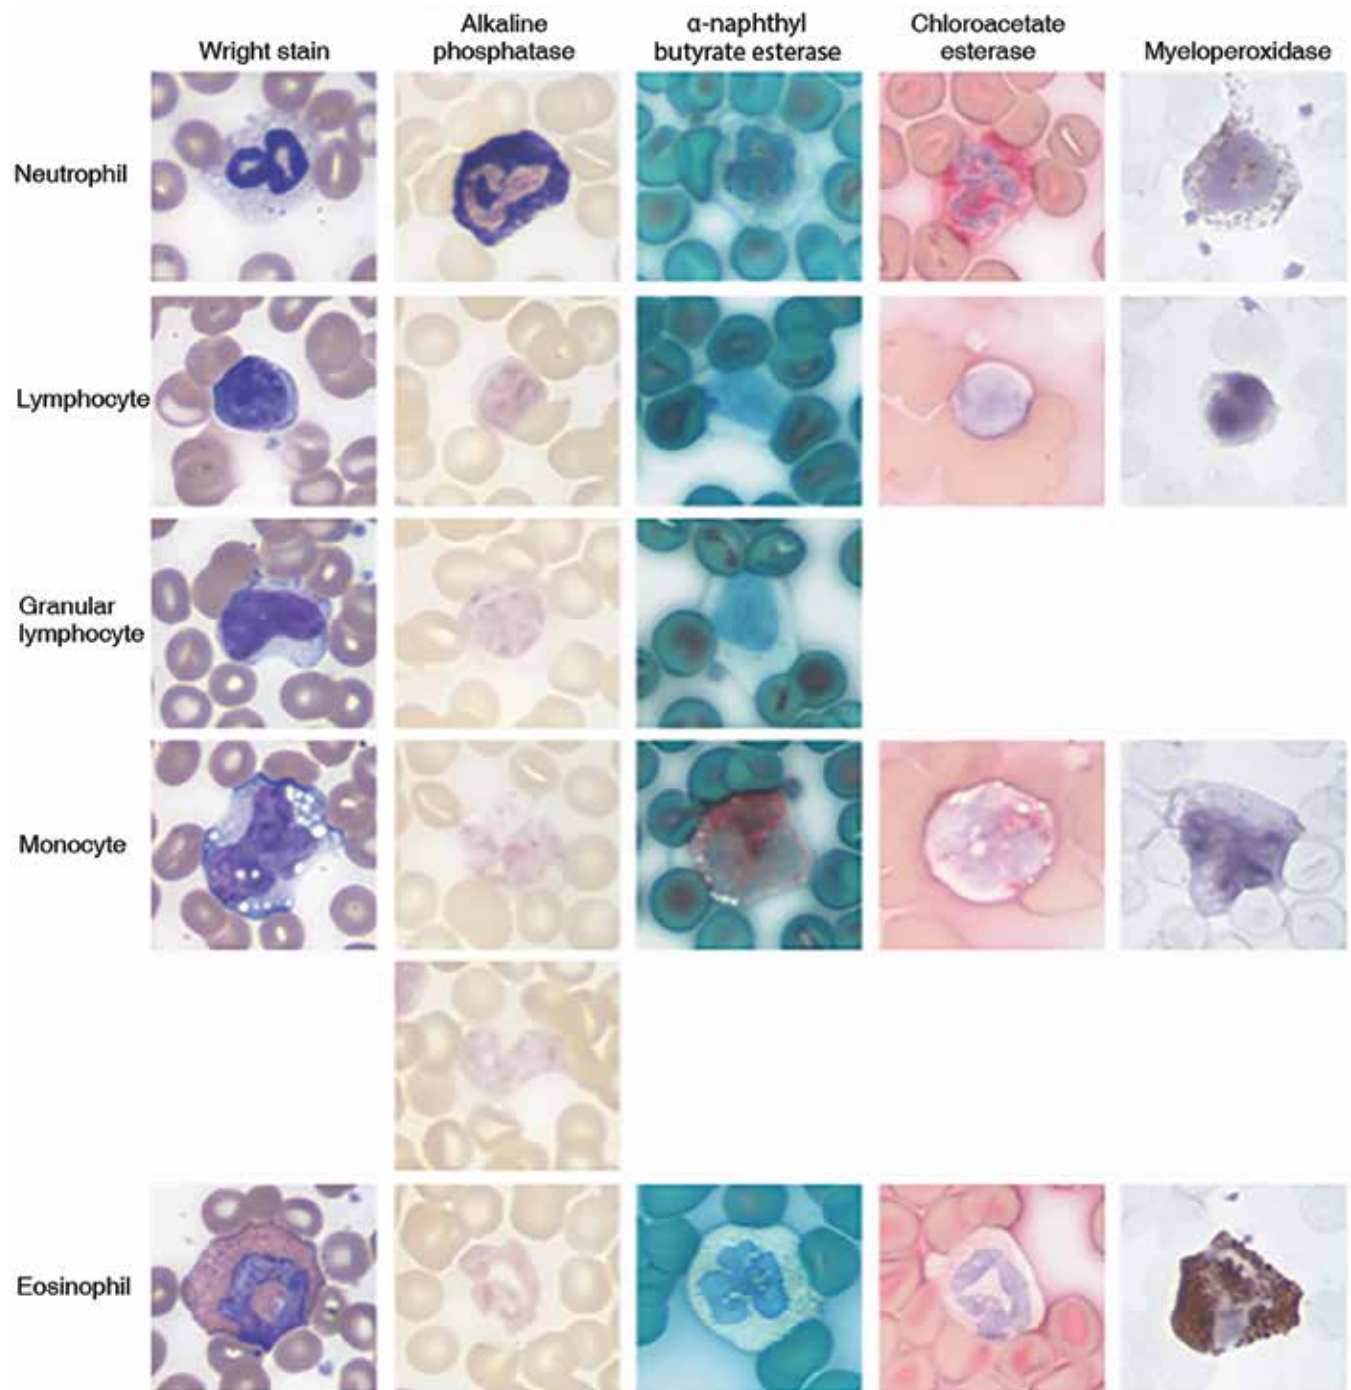 Wright stain
Alkaline
phosphatase
α-naphthyl
butyrate esterase
Chloroacetate
esterase
Myeloperoxidase
Neutrophil
Lymphocyte
Granular
lymphocyte
Monocyte
Eosinophil